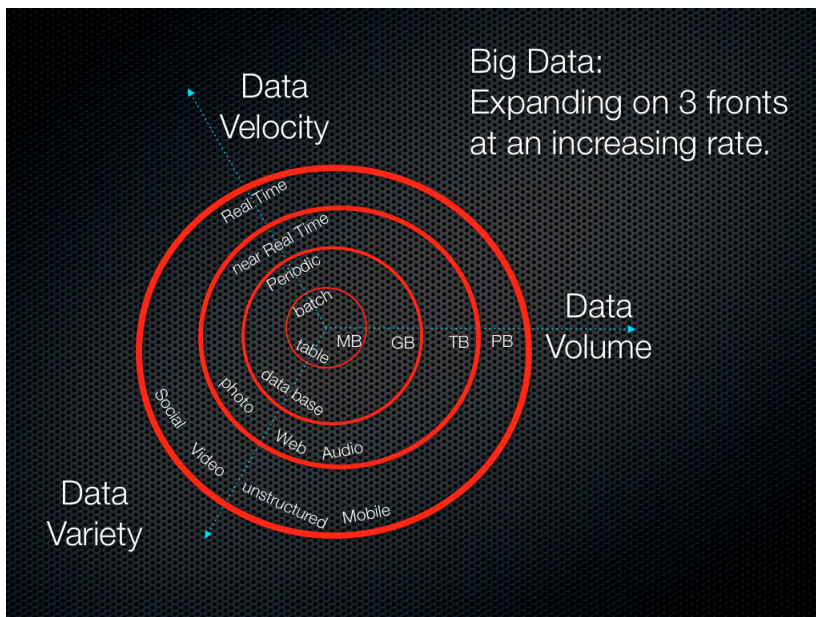 Big Data:
Expanding on 3 fronts
at an increasing rate.
Data
Velocity
Real Time
near Real Time
Periodic
batch
table
MB
GB
TB
PB
Data
Volume
data base
photo
Web
Audio
Social
Video
unstructured
Mobile
Data
Variety